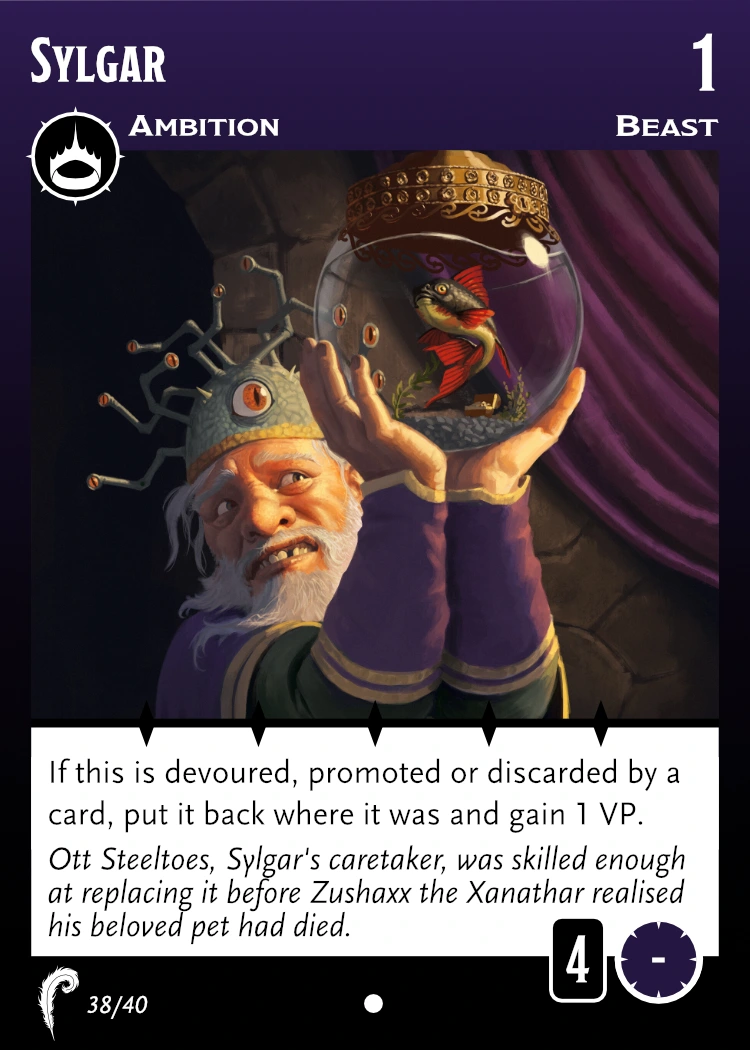 Sylgar 1
Ambition Beast
If this is devoured, promoted or discarded by a
card, put it back where it was and gain 1 VP.
Ott Steeltoes, Sylgar's caretaker, was skilled enough
at replacing it before Zushaxx the Xanathar realised
his beloved pet had died.
4 -
38/40